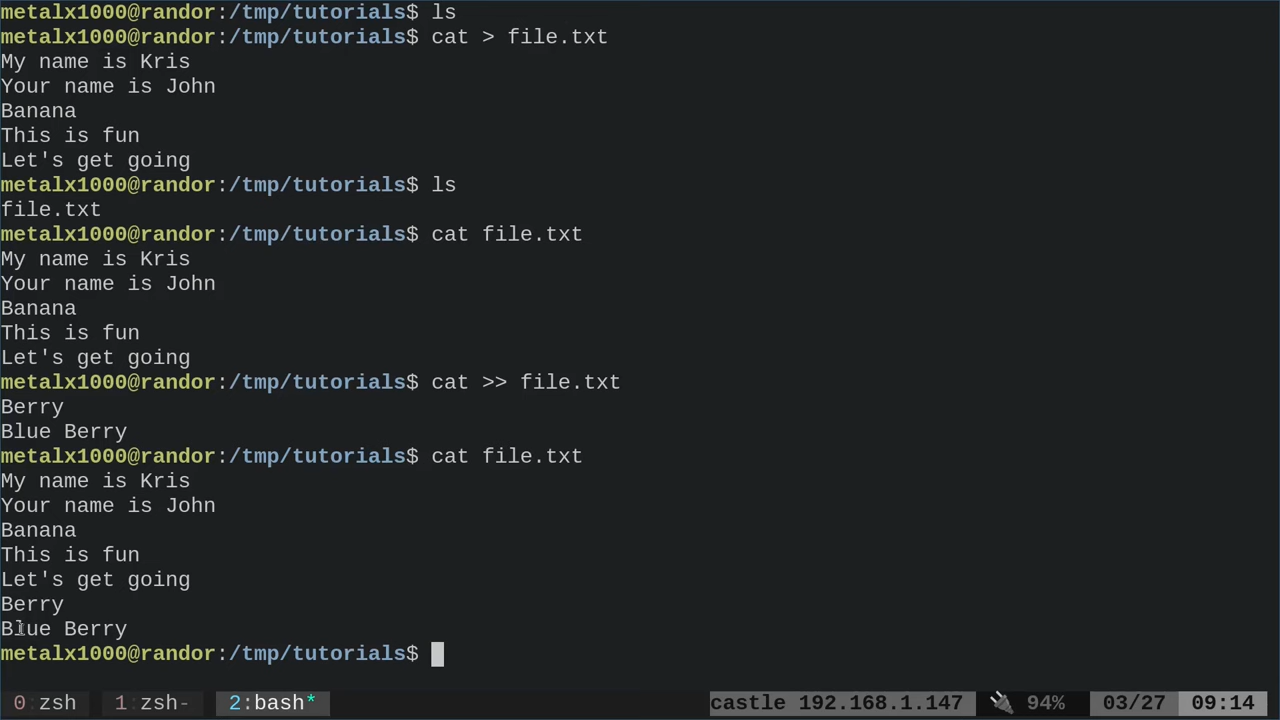 metalx1000@randor:/tmp/tutorials$ ls
metalx1000@randor:/tmp/tutorials$ cat > file.txt
My name is Kris
Your name is John
Banana
This is fun
Let's get going
metalx1000@randor:/tmp/tutorials$ ls
file.txt
metalx1000@randor:/tmp/tutorials$ cat file.txt
My name is Kris
Your name is John
Banana
This is fun
Let's get going
metalx1000@randor:/tmp/tutorials$ cat >> file.txt
Berry
Blue Berry
metalx1000@randor:/tmp/tutorials$ cat file.txt
My name is Kris
Your name is John
Banana
This is fun
Let's get going
Berry
Blue Berry
metalx1000@randor:/tmp/tutorials$
0 zsh 1 zsh- 2:bash* castle 192.168.1.147 94% 03/27 09:14